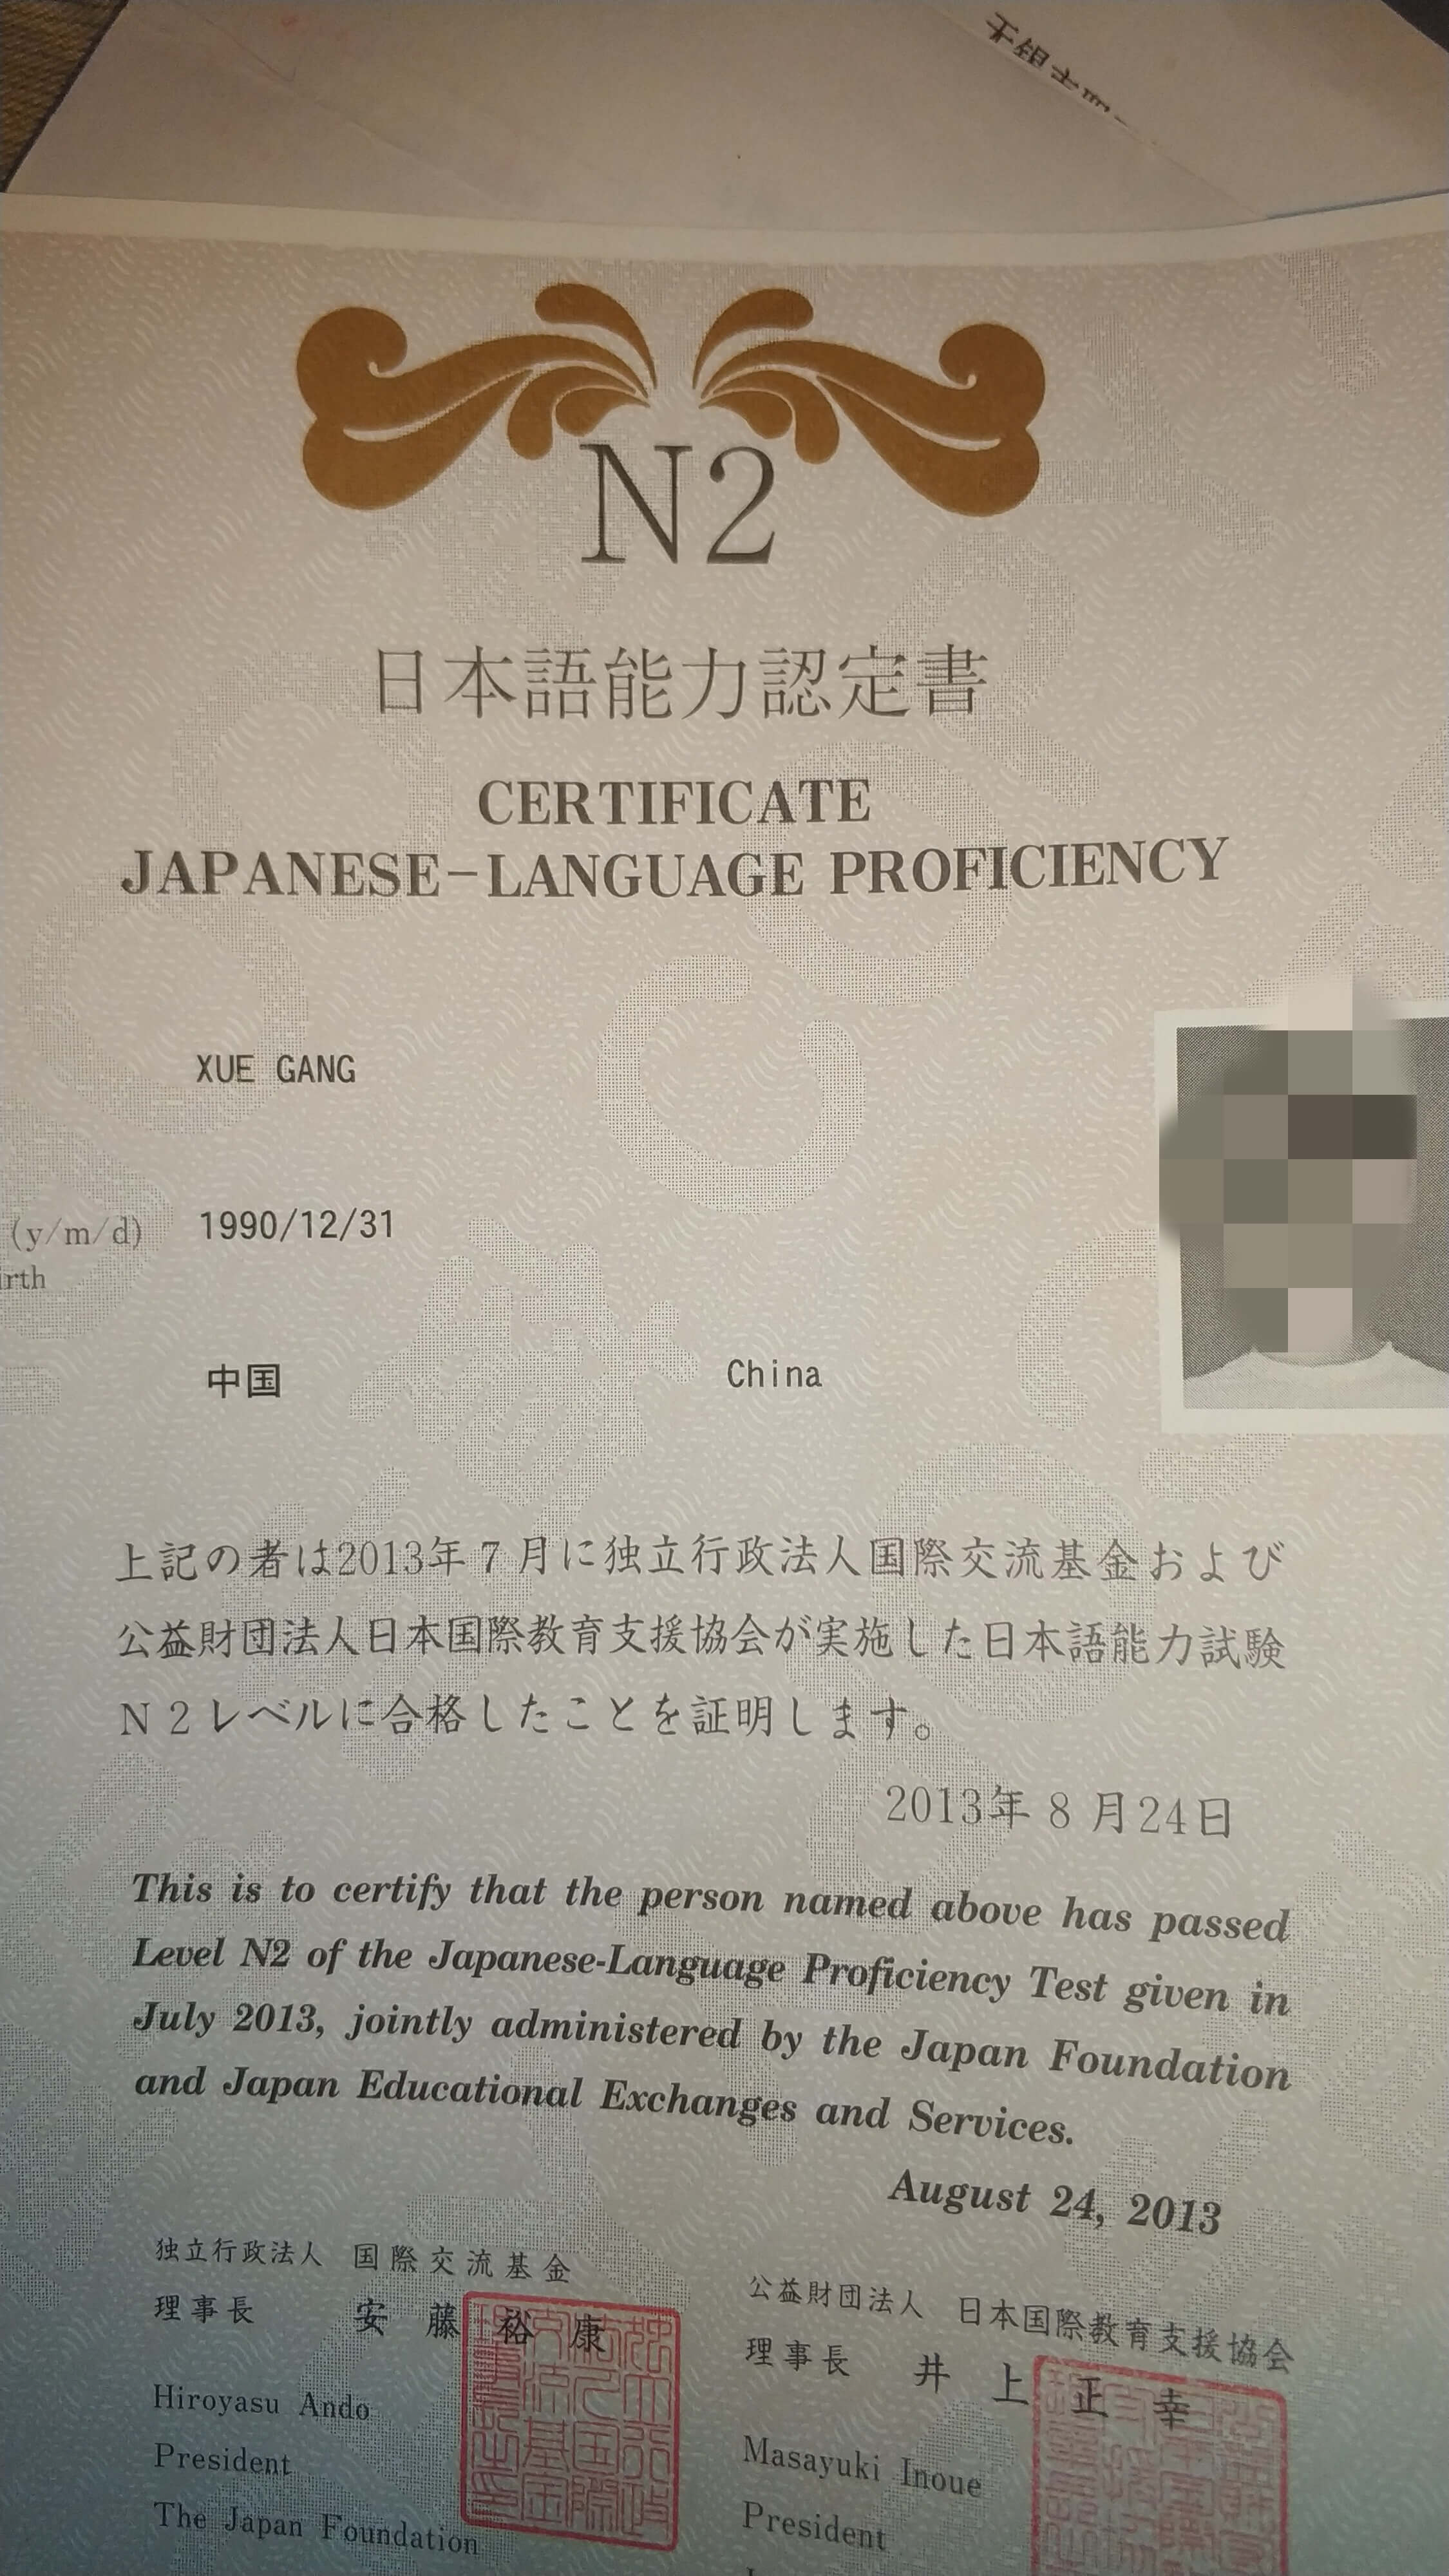 N2
日本語能力認定書
CERTIFICATE
JAPANESE-LANGUAGE PROFICIENCY
XUE GANG
(y/m/d) 1990/12/31
irth
中国 China
上記の者は2013年7月に独立行政法人国際交流基金および
公益財団法人日本国際教育支援協会が実施した日本語能力試験
N2レベルに合格したことを証明します。
2013年8月24日
This is to certify that the person named above has passed
Level N2 of the Japanese-Language Proficiency Test given in
July 2013, jointly administered by the Japan Foundation
and Japan Educational Exchanges and Services.
August 24, 2013
独立行政法人 国際交流基金
理事長 安藤裕康
Hiroyasu Ando
President
The Japan Foundation
公益財団法人 日本国際教育支援協会
理事長 井上正幸
Masayuki Inoue
President